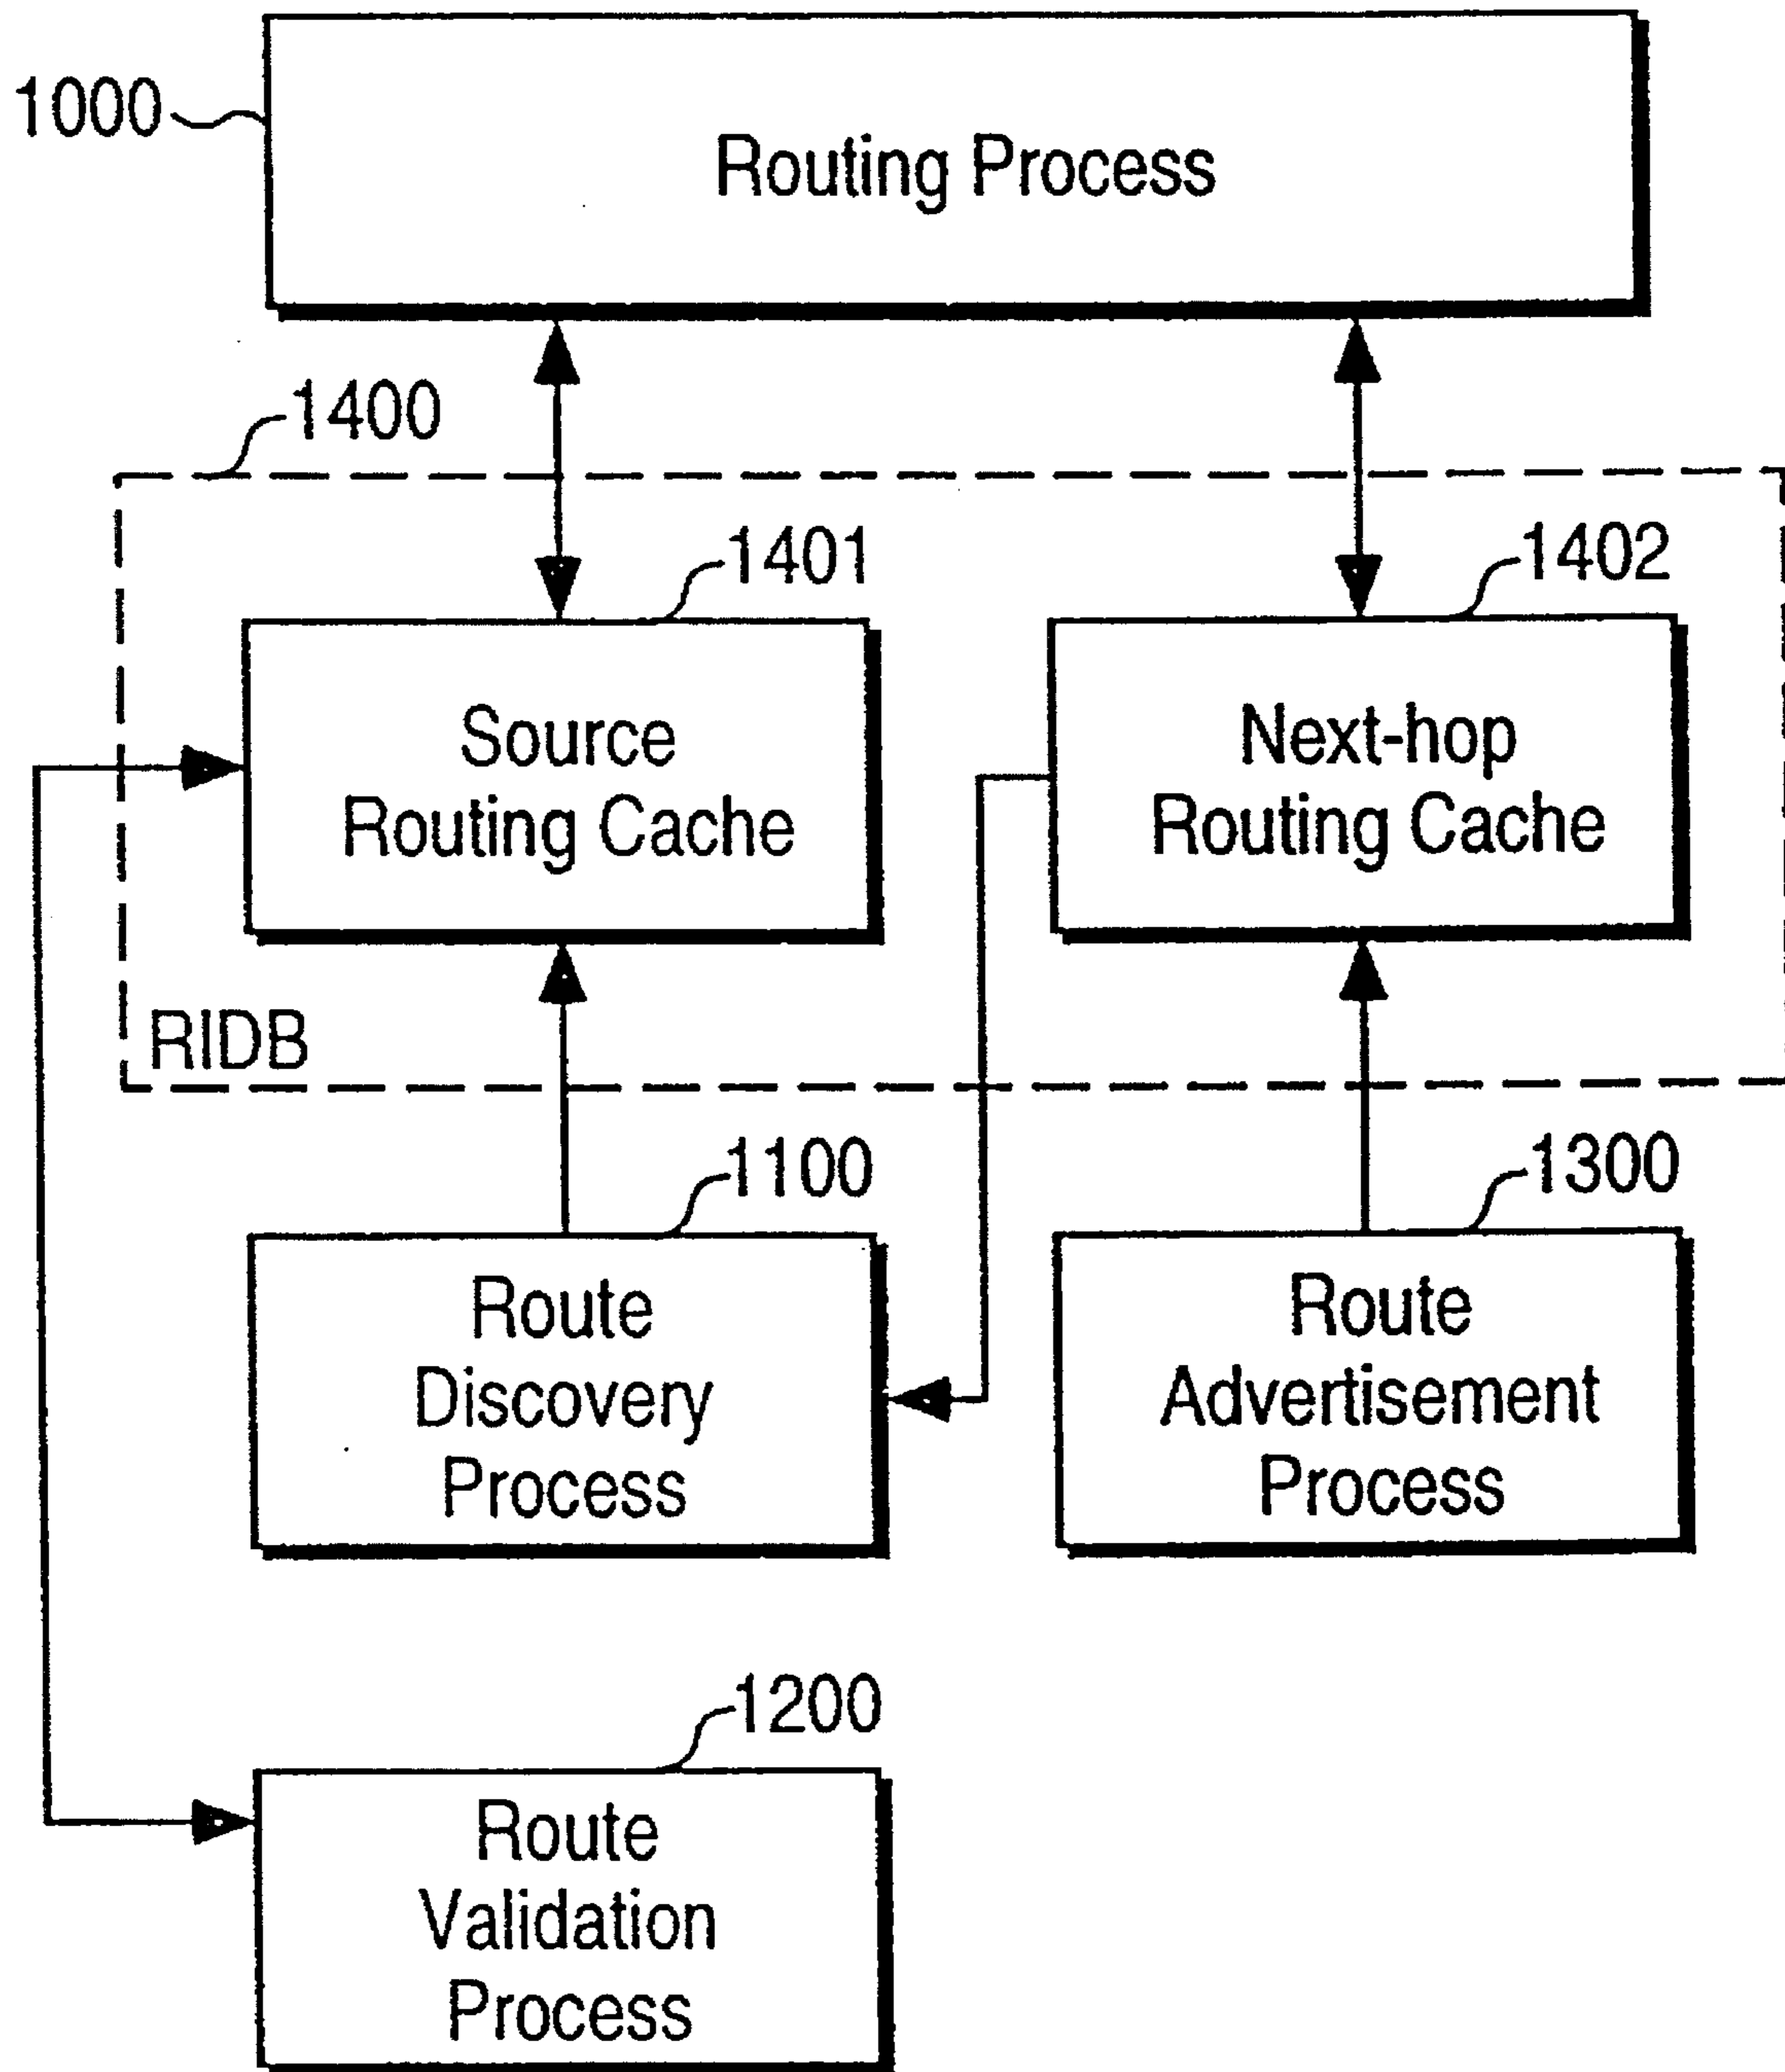 1000
Routing Process
1400
1401
1402
Source
Routing Cache
Next-hop
Routing Cache
RIDB
1100
1300
Route
Discovery
Process
Route
Advertisement
Process
1200
Route
Validation
Process